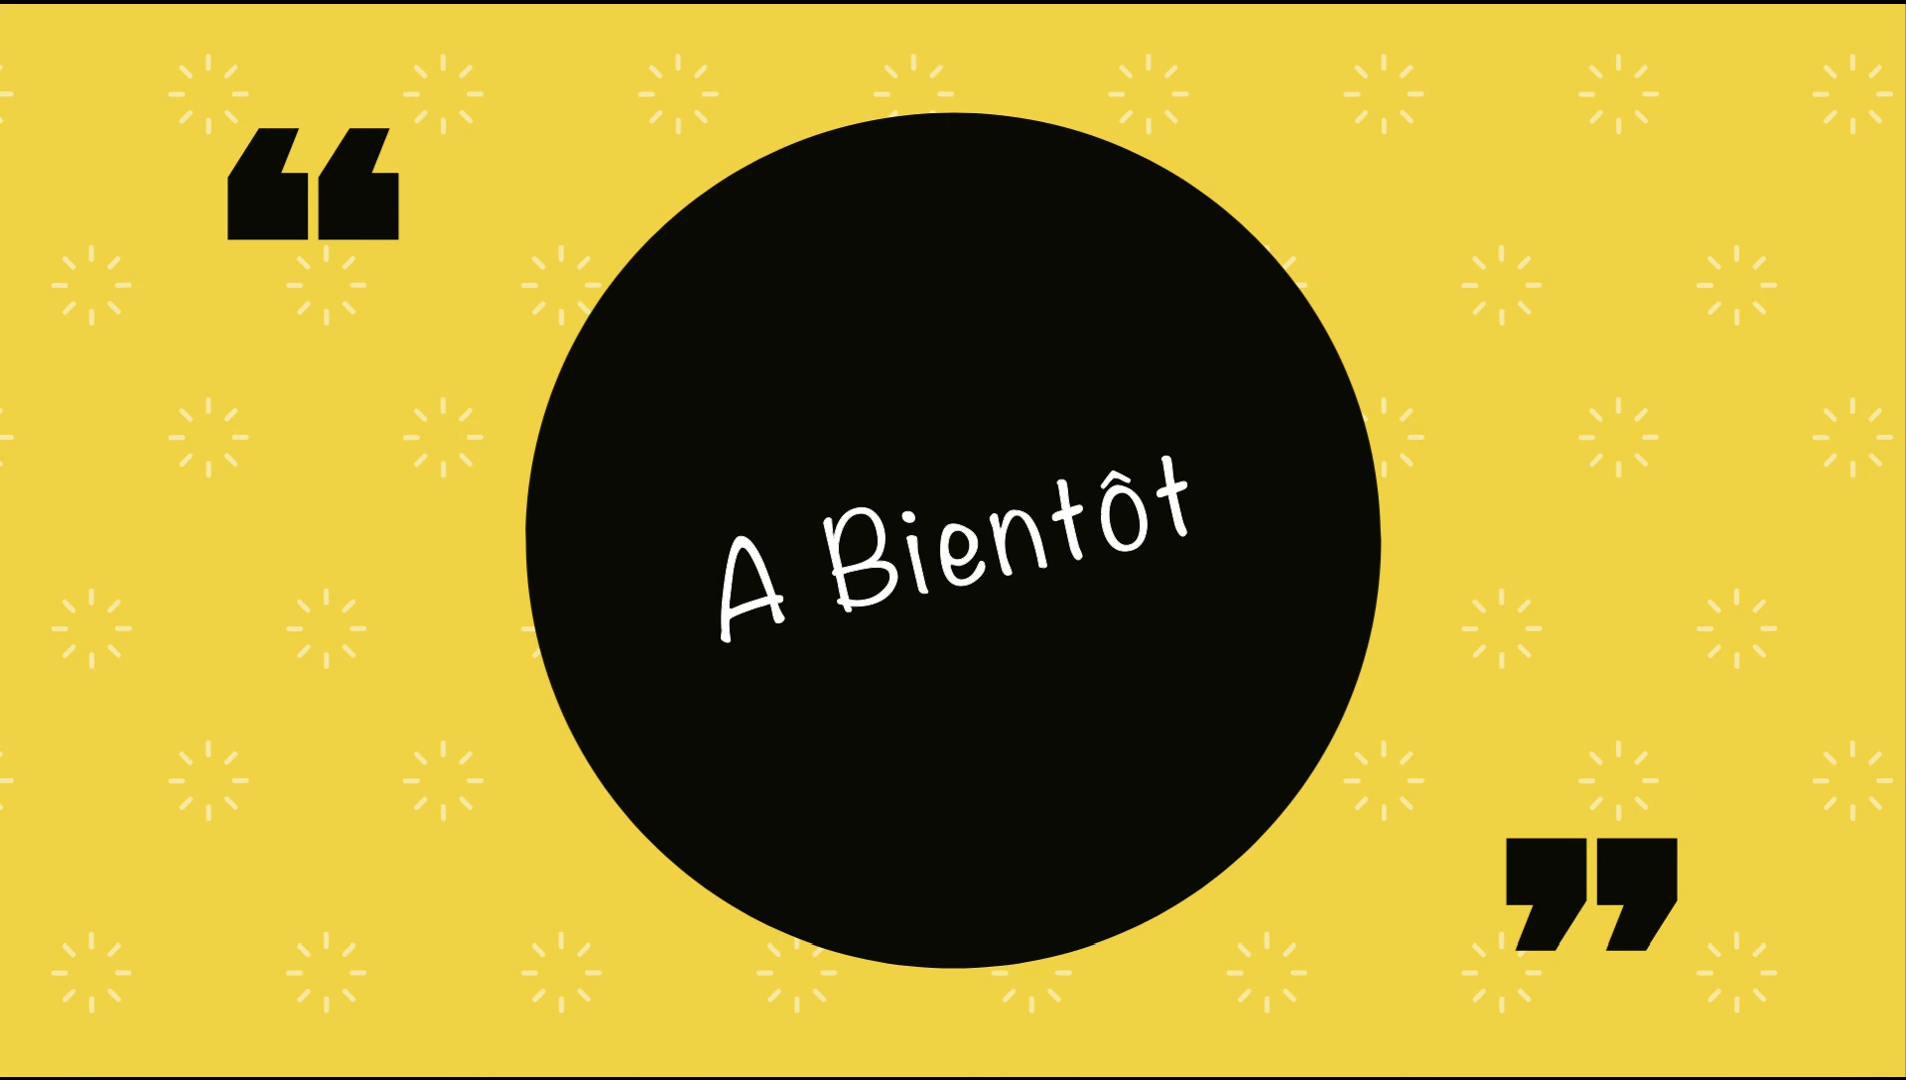 “
A Bientôt
”